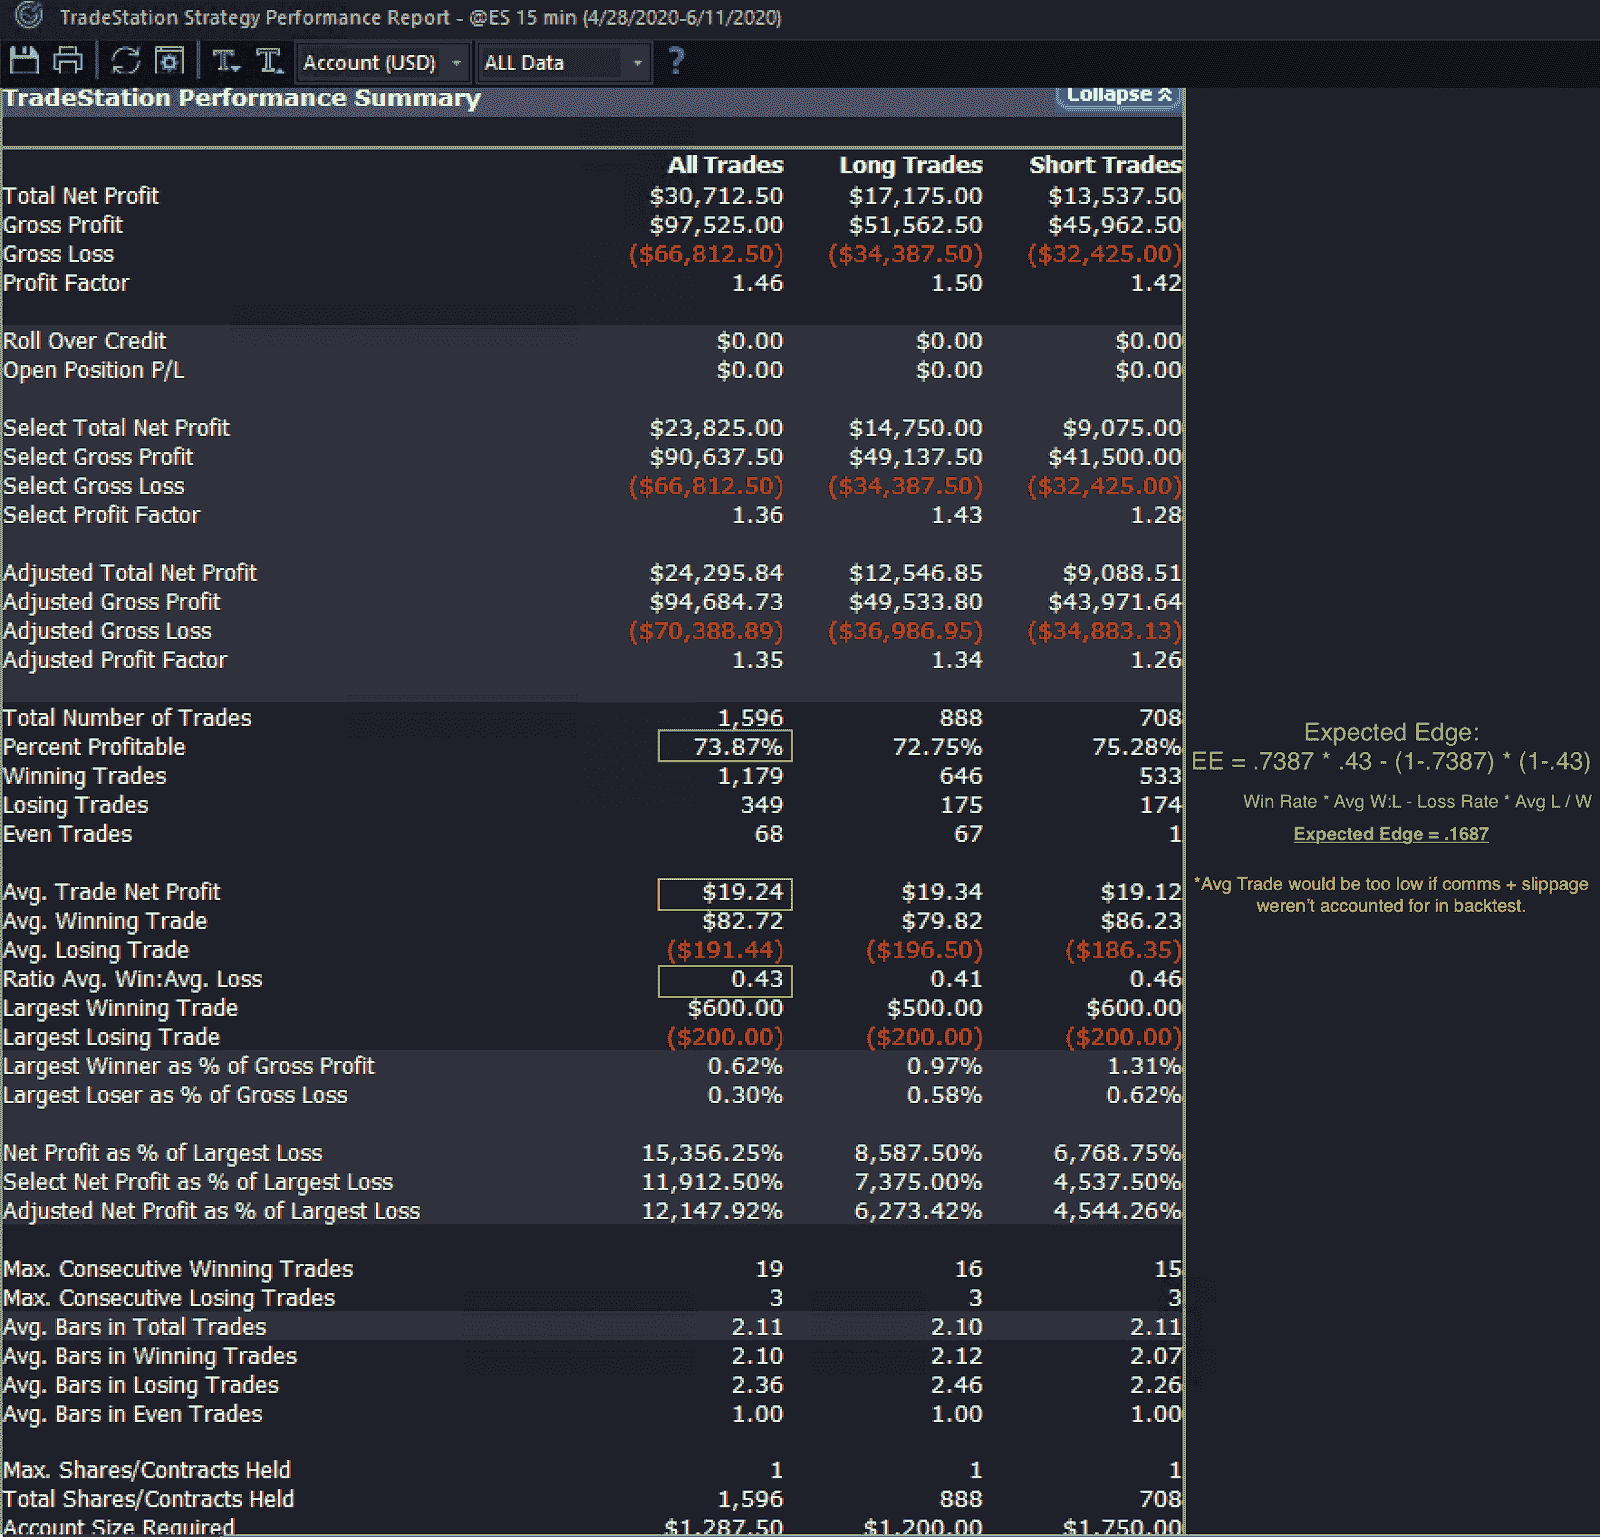 TradeStation Strategy Performance Report - @ES 15 min (4/28/2020-6/11/2020)
Account (USD) ALL Data ?
TradeStation Performance Summary Collapse
All Trades Long Trades Short Trades
Total Net Profit $30,712.50 $17,175.00 $13,537.50
Gross Profit $97,525.00 $51,562.50 $45,962.50
Gross Loss ($66,812.50) ($34,387.50) ($32,425.00)
Profit Factor 1.46 1.50 1.42
Roll Over Credit $0.00 $0.00 $0.00
Open Position P/L $0.00 $0.00 $0.00
Select Total Net Profit $23,825.00 $14,750.00 $9,075.00
Select Gross Profit $90,637.50 $49,137.50 $41,500.00
Select Gross Loss ($66,812.50) ($34,387.50) ($32,425.00)
Select Profit Factor 1.36 1.43 1.28
Adjusted Total Net Profit $24,295.84 $12,546.85 $9,088.51
Adjusted Gross Profit $94,684.73 $49,533.80 $43,971.64
Adjusted Gross Loss ($70,388.89) ($36,986.95) ($34,883.13)
Adjusted Profit Factor 1.35 1.34 1.26
Total Number of Trades 1,596 888 708
Percent Profitable 73.87% 72.75% 75.28%
Winning Trades 1,179 646 533
Losing Trades 349 175 174
Even Trades 68 67 1
Avg. Trade Net Profit $19.24 $19.34 $19.12
Avg. Winning Trade $82.72 $79.82 $86.23
Avg. Losing Trade ($191.44) ($196.50) ($186.35)
Ratio Avg. Win:Avg. Loss 0.43 0.41 0.46
Largest Winning Trade $600.00 $500.00 $600.00
Largest Losing Trade ($200.00) ($200.00) ($200.00)
Largest Winner as % of Gross Profit 0.62% 0.97% 1.31%
Largest Loser as % of Gross Loss 0.30% 0.58% 0.62%
Net Profit as % of Largest Loss 15,356.25% 8,587.50% 6,768.75%
Select Net Profit as % of Largest Loss 11,912.50% 7,375.00% 4,537.50%
Adjusted Net Profit as % of Largest Loss 12,147.92% 6,273.42% 4,544.26%
Max. Consecutive Winning Trades 19 16 15
Max. Consecutive Losing Trades 3 3 3
Avg. Bars in Total Trades 2.11 2.10 2.11
Avg. Bars in Winning Trades 2.10 2.12 2.07
Avg. Bars in Losing Trades 2.36 2.46 2.26
Avg. Bars in Even Trades 1.00 1.00 1.00
Max. Shares/Contracts Held 1 1 1
Total Shares/Contracts Held 1,596 888 708
Account Size Required $1,287.50 $1,200.00 $1,750.00
Expected Edge:
EE = .7387 * .43 - (1-.7387) * (1-.43)
Win Rate * Avg W:L - Loss Rate * Avg L / W
Expected Edge = .1687
*Avg Trade would be too low if comms + slippage
weren't accounted for in backtest.